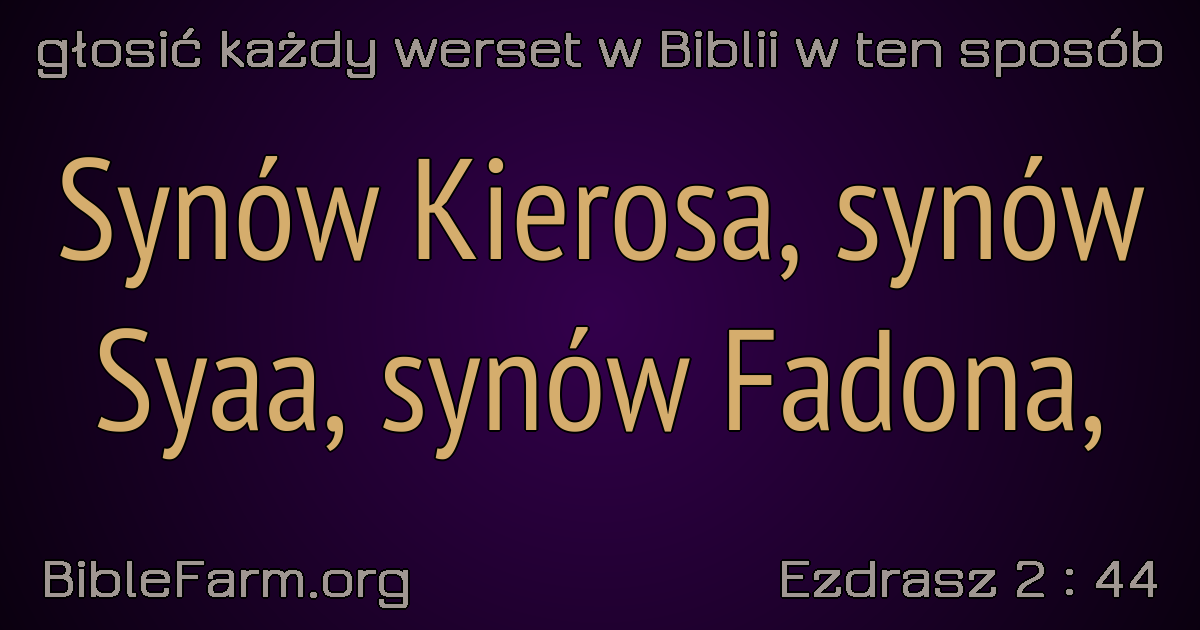 głosić każdy werset w Biblii w ten sposób
Synów Kierosa, synów
Syaa, synów Fadona,
BibleFarm.org
Ezdrasz 2 : 44